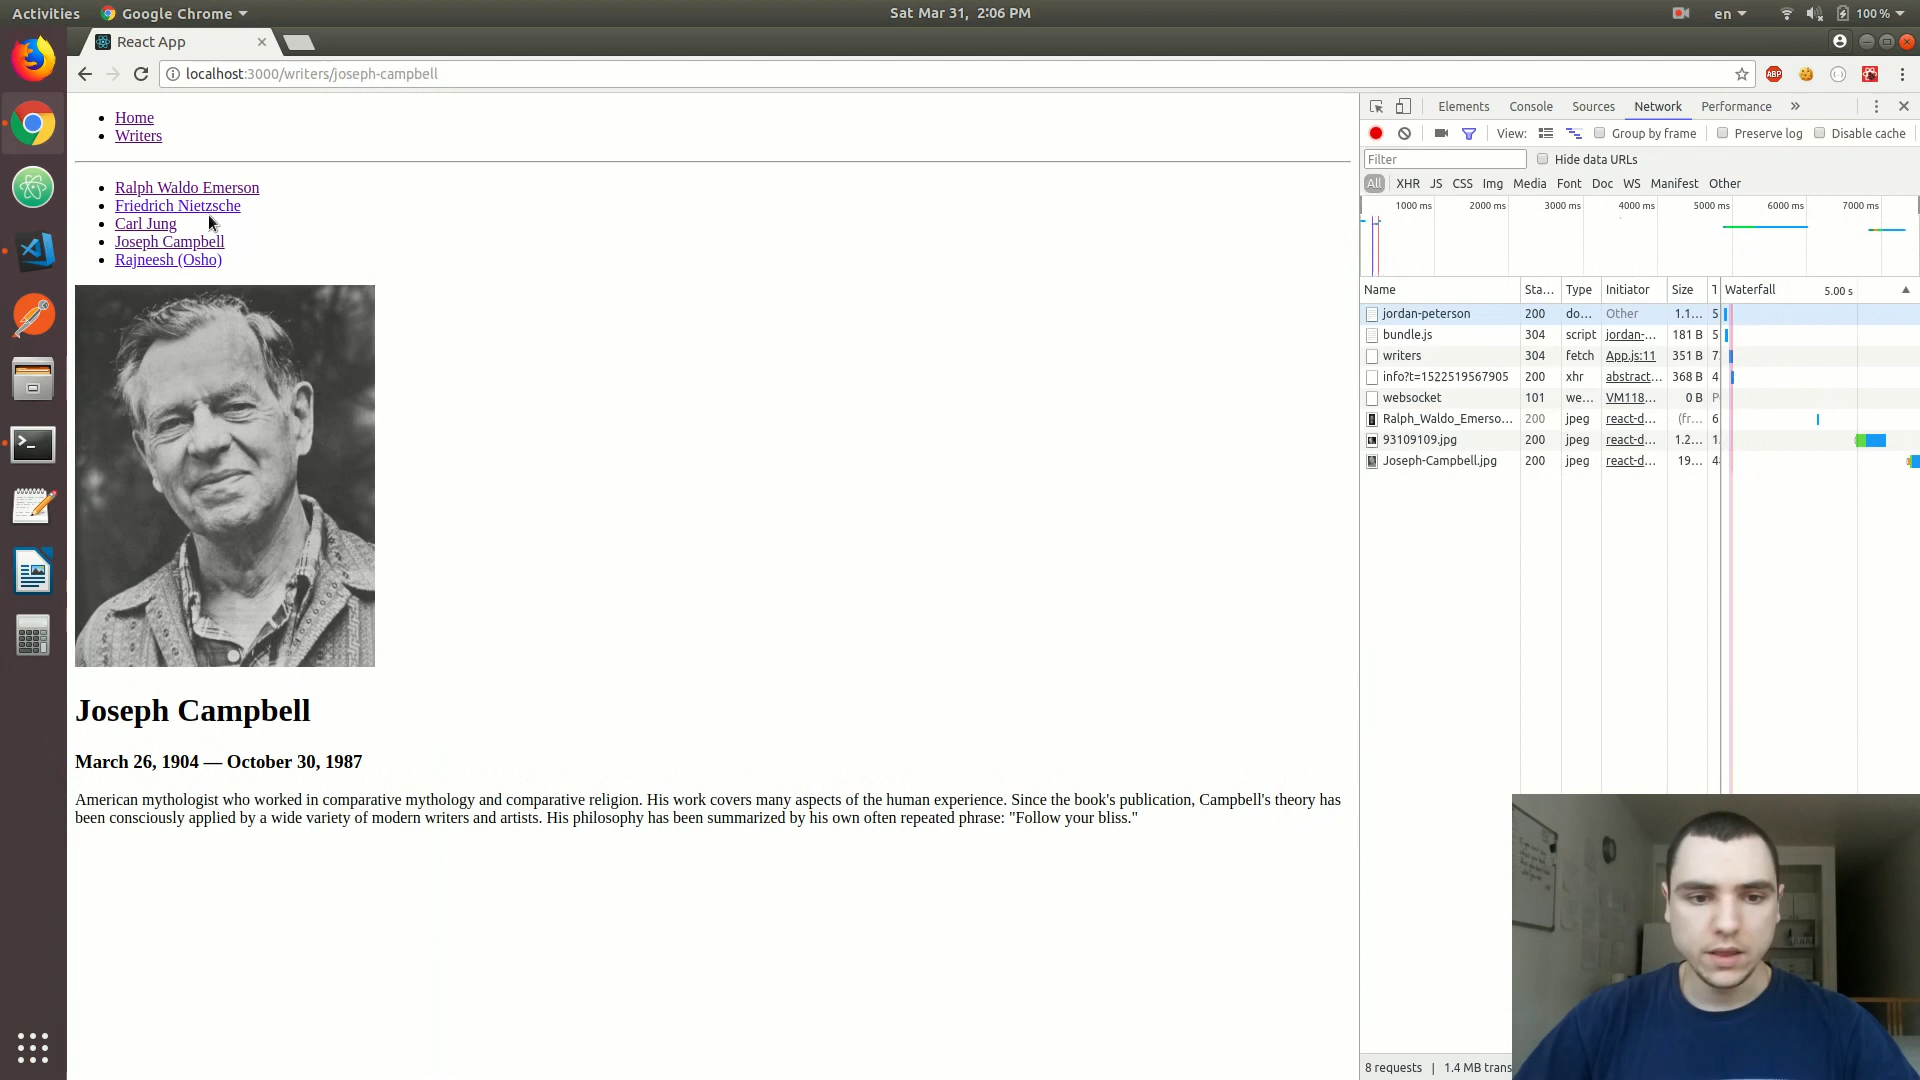 Activities Google Chrome Sat Mar 31, 2:06 PM en 100 %
React App
localhost:3000/writers/joseph-campbell ABP
Home
Writers
Ralph Waldo Emerson
Friedrich Nietzsche
Carl Jung
Joseph Campbell
Rajneesh (Osho)
Joseph Campbell
March 26, 1904 — October 30, 1987
American mythologist who worked in comparative mythology and comparative religion. His work covers many aspects of the human experience. Since the book's publication, Campbell's theory has
been consciously applied by a wide variety of modern writers and artists. His philosophy has been summarized by his own often repeated phrase: "Follow your bliss."
Elements Console Sources Network Performance »
View: Group by frame Preserve log Disable cache
Filter Hide data URLs
All XHR JS CSS Img Media Font Doc WS Manifest Other
1000 ms 2000 ms 3000 ms 4000 ms 5000 ms 6000 ms 7000 ms
Name Sta... Type Initiator Size T Waterfall 5.00 s
jordan-peterson 200 do... Other 1.1... 5
bundle.js 304 script jordan-... 181 B 5
writers 304 fetch App.js:11 351 B 7
info?t=1522519567905 200 xhr abstract... 368 B 4
websocket 101 we... VM118... 0 B P
Ralph_Waldo_Emerso... 200 jpeg react-d... (fr... 6
93109109.jpg 200 jpeg react-d... 1.2... 1
Joseph-Campbell.jpg 200 jpeg react-d... 19... 4
8 requests | 1.4 MB trans